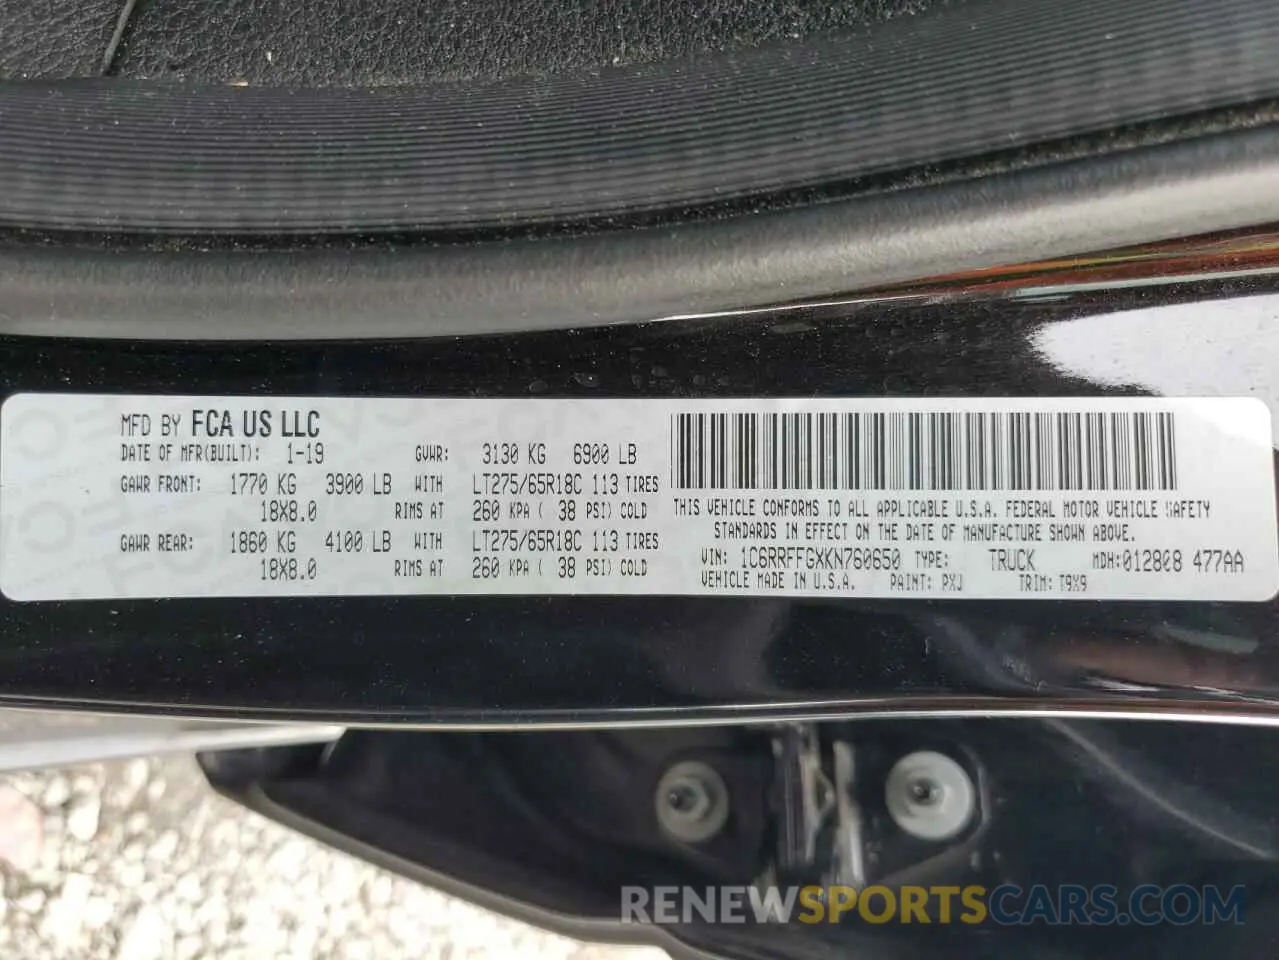 MFD BY FCA US LLC
DATE OF MFR(BUILT): 1-19 GVWR: 3130 KG 6900 LB
GAWR FRONT: 1770 KG 3900 LB WITH LT275/65R18C 113 TIRES
18X8.0 RIMS AT 260 KPA ( 38 PSI) COLD
GAWR REAR: 1860 KG 4100 LB WITH LT275/65R18C 113 TIRES
18X8.0 RIMS AT 260 KPA ( 38 PSI) COLD
THIS VEHICLE CONFORMS TO ALL APPLICABLE U.S.A. FEDERAL MOTOR VEHICLE SAFETY
STANDARDS IN EFFECT ON THE DATE OF MANUFACTURE SHOWN ABOVE.
VIN: 1C6RRFFGXKN760650 TYPE: TRUCK MDH:012808 477AA
VEHICLE MADE IN U.S.A. PAINT: PXJ TRIM: T9X9
RENEWSPORTSCARS.COM